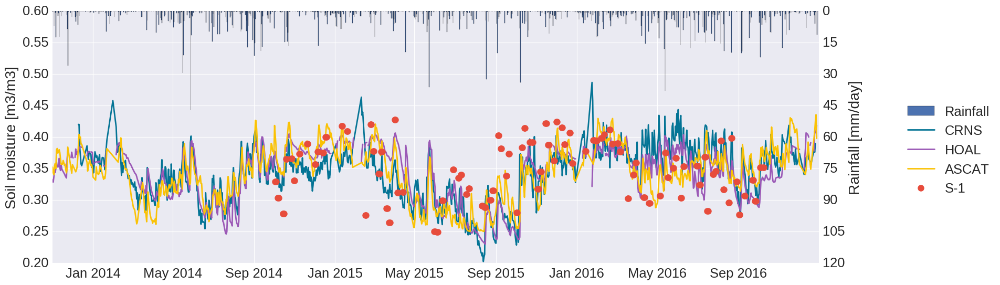 Soil moisture [m3/m3]
0.60
0.55
0.50
0.45
0.40
0.35
0.30
0.25
0.20
Jan 2014 May 2014 Sep 2014 Jan 2015 May 2015 Sep 2015 Jan 2016 May 2016 Sep 2016
0
15
30
45
60
75
90
105
120
Rainfall [mm/day]
Rainfall
CRNS
HOAL
ASCAT
S-1